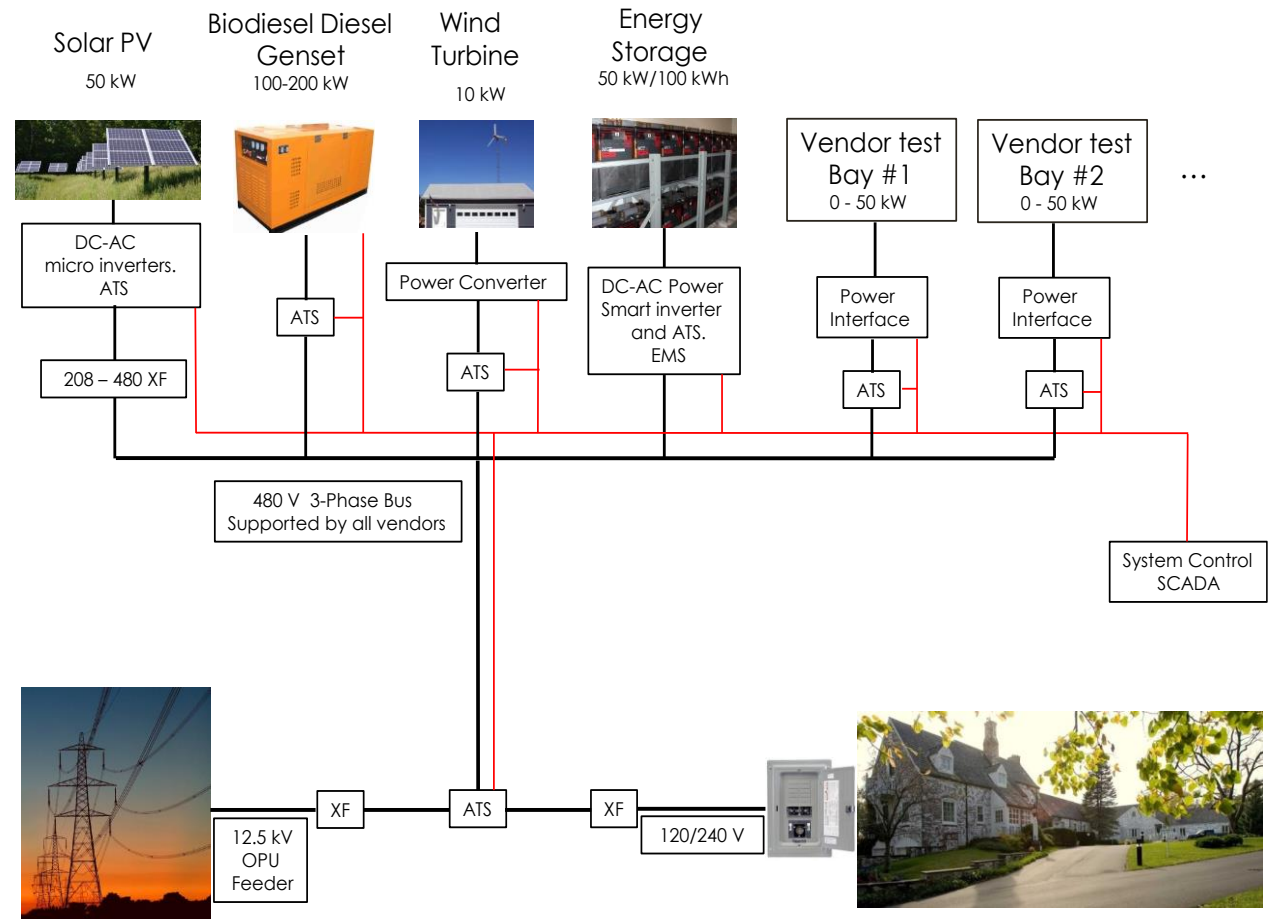 Solar PV
50 kW
Biodiesel Diesel
Genset
100-200 kW
Wind
Turbine
10 kW
Energy
Storage
50 kW/100 kWh
Vendor test
Bay #1
0 - 50 kW
Vendor test
Bay #2
0 - 50 kW
...
DC-AC
micro inverters.
ATS
ATS
Power Converter
ATS
DC-AC Power
Smart inverter
and ATS.
EMS
Power
Interface
ATS
Power
Interface
ATS
208 – 480 XF
480 V 3-Phase Bus
Supported by all vendors
System Control
SCADA
XF
ATS
XF
12.5 kV
OPU
Feeder
120/240 V